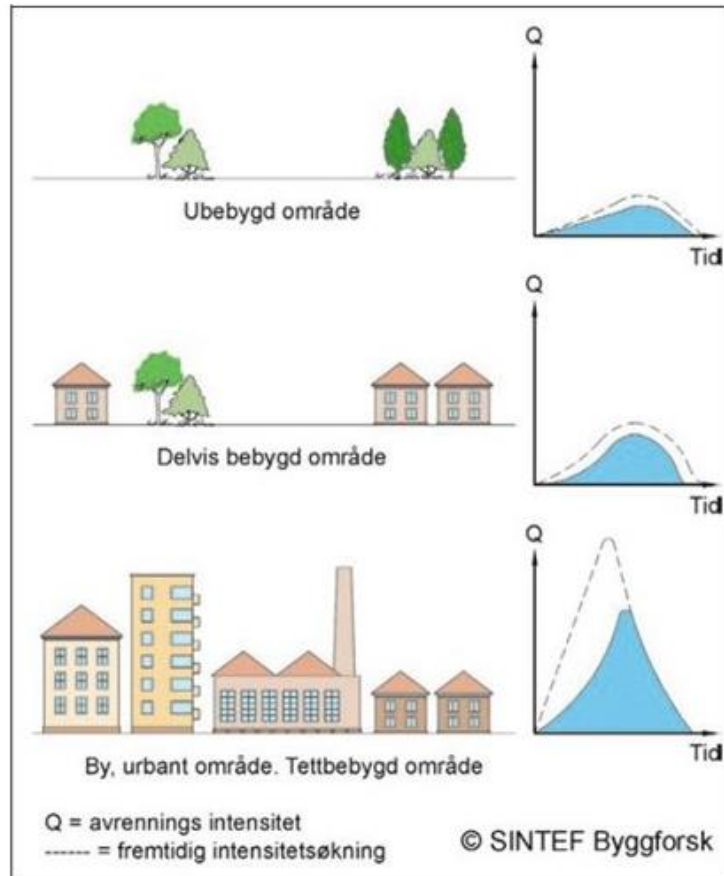 Q
Ubebygd område
Tid
Q
Delvis bebygd område
Tid
Q
By, urbant område. Tettbebygd område
Tid
Q = avrennings intensitet
------ = fremtidig intensitetsøkning
© SINTEF Byggforsk